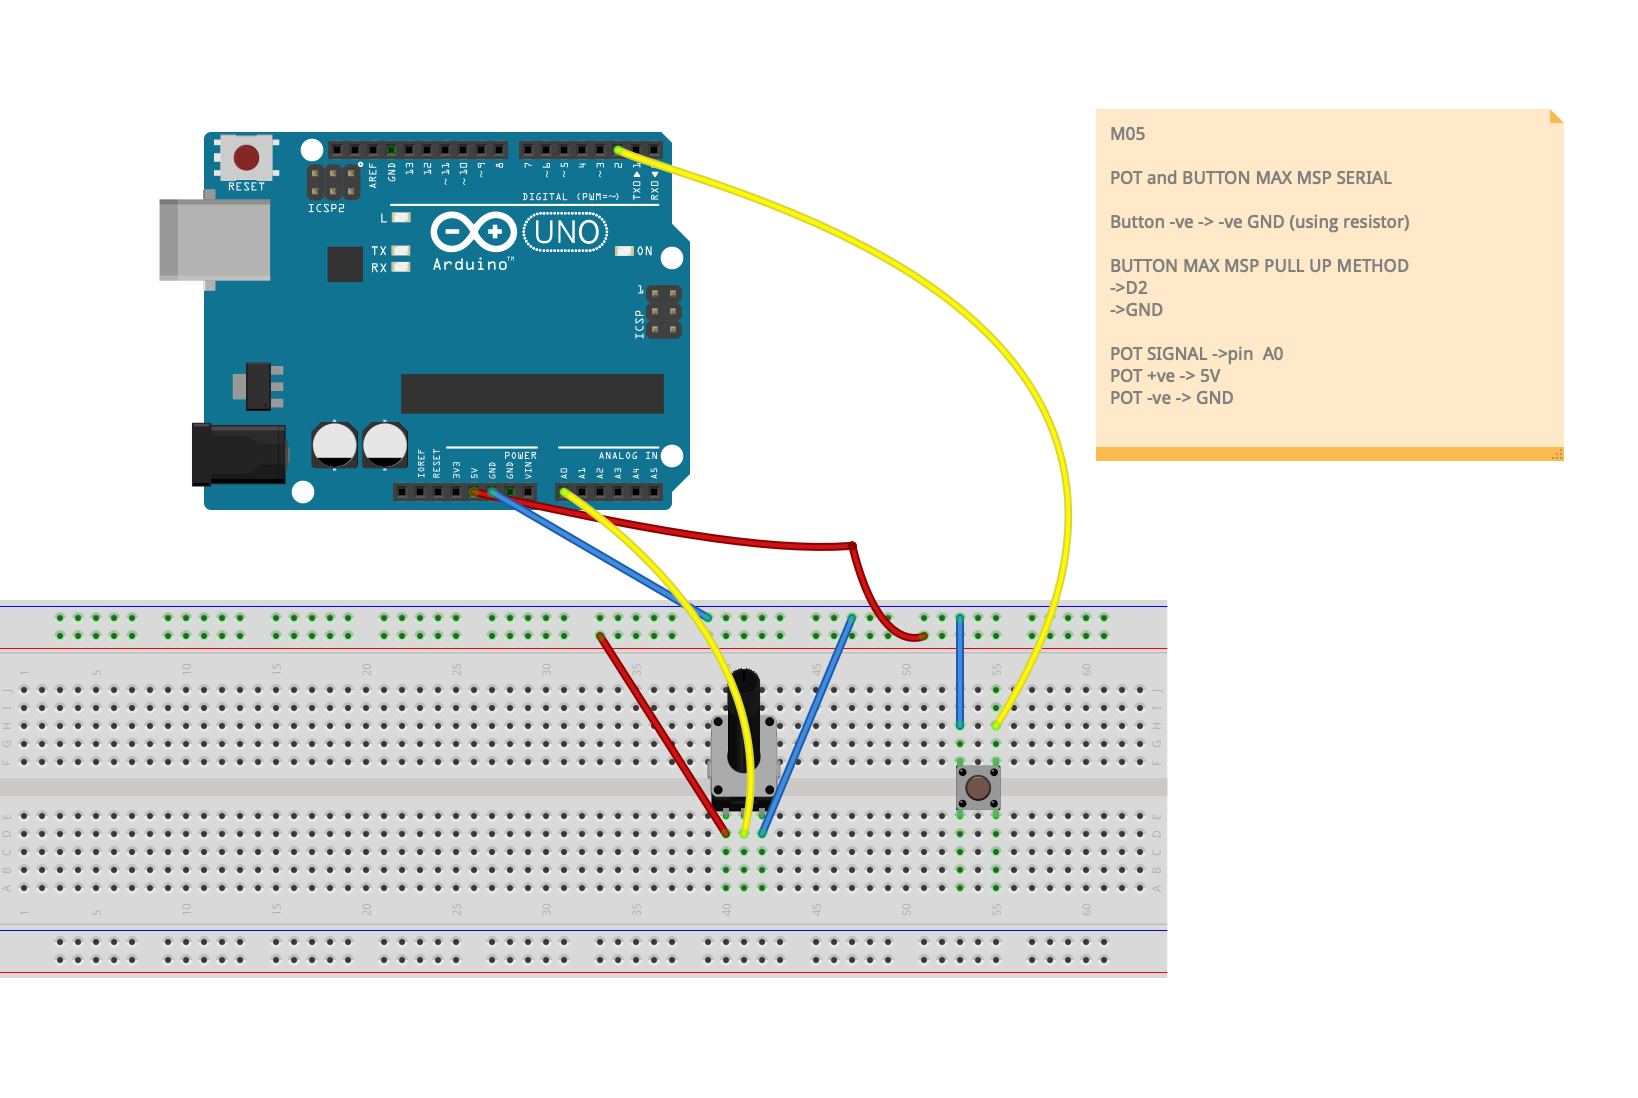 RESET
ICSP2
AREF
GND
13
12
~11
~10
~9
8
7
~6
~5
4
~3
2
TX0▶1
RX0◀
DIGITAL (PWM=~)
L
TX
RX
UNO
Arduino™
ON
1
ICSP
IOREF
RESET
3V3
5V
GND
GND
VIN
POWER
ANALOG IN
A0
A1
A2
A3
A4
A5
M05
POT and BUTTON MAX MSP SERIAL
Button -ve -> -ve GND (using resistor)
BUTTON MAX MSP PULL UP METHOD
->D2
->GND
POT SIGNAL ->pin  A0
POT +ve -> 5V
POT -ve -> GND
1 5 10 15 20 25 30 35 45 50 55 60
J J
I I
H H
G G
F F
E E
D D
C C
B B
A A
1 5 10 15 20 25 30 35 40 45 50 55 60